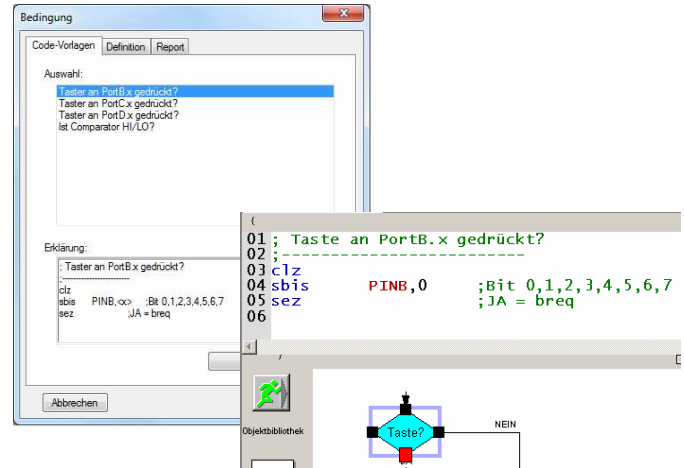 Bedingung
Code-Vorlagen Definition Report
Auswahl:
Taster an PortB.x gedrückt?
Taster an PortC.x gedrückt?
Taster an PortD.x gedrückt?
Ist Comparator HI/LO?
Erklärung:
; Taster an PortB.x gedrückt?
;-----------------------
clz
sbis PINB,<x> ;Bit 0,1,2,3,4,5,6,7
sez ;JA = breq
Abbrechen
01 ; Taste an PortB.x gedrückt?
02 ;-------------------------
03 clz
04 sbis PINB,0 ;Bit 0,1,2,3,4,5,6,7
05 sez ;JA = breq
06
Objektbibliothek
Taste?
NEIN